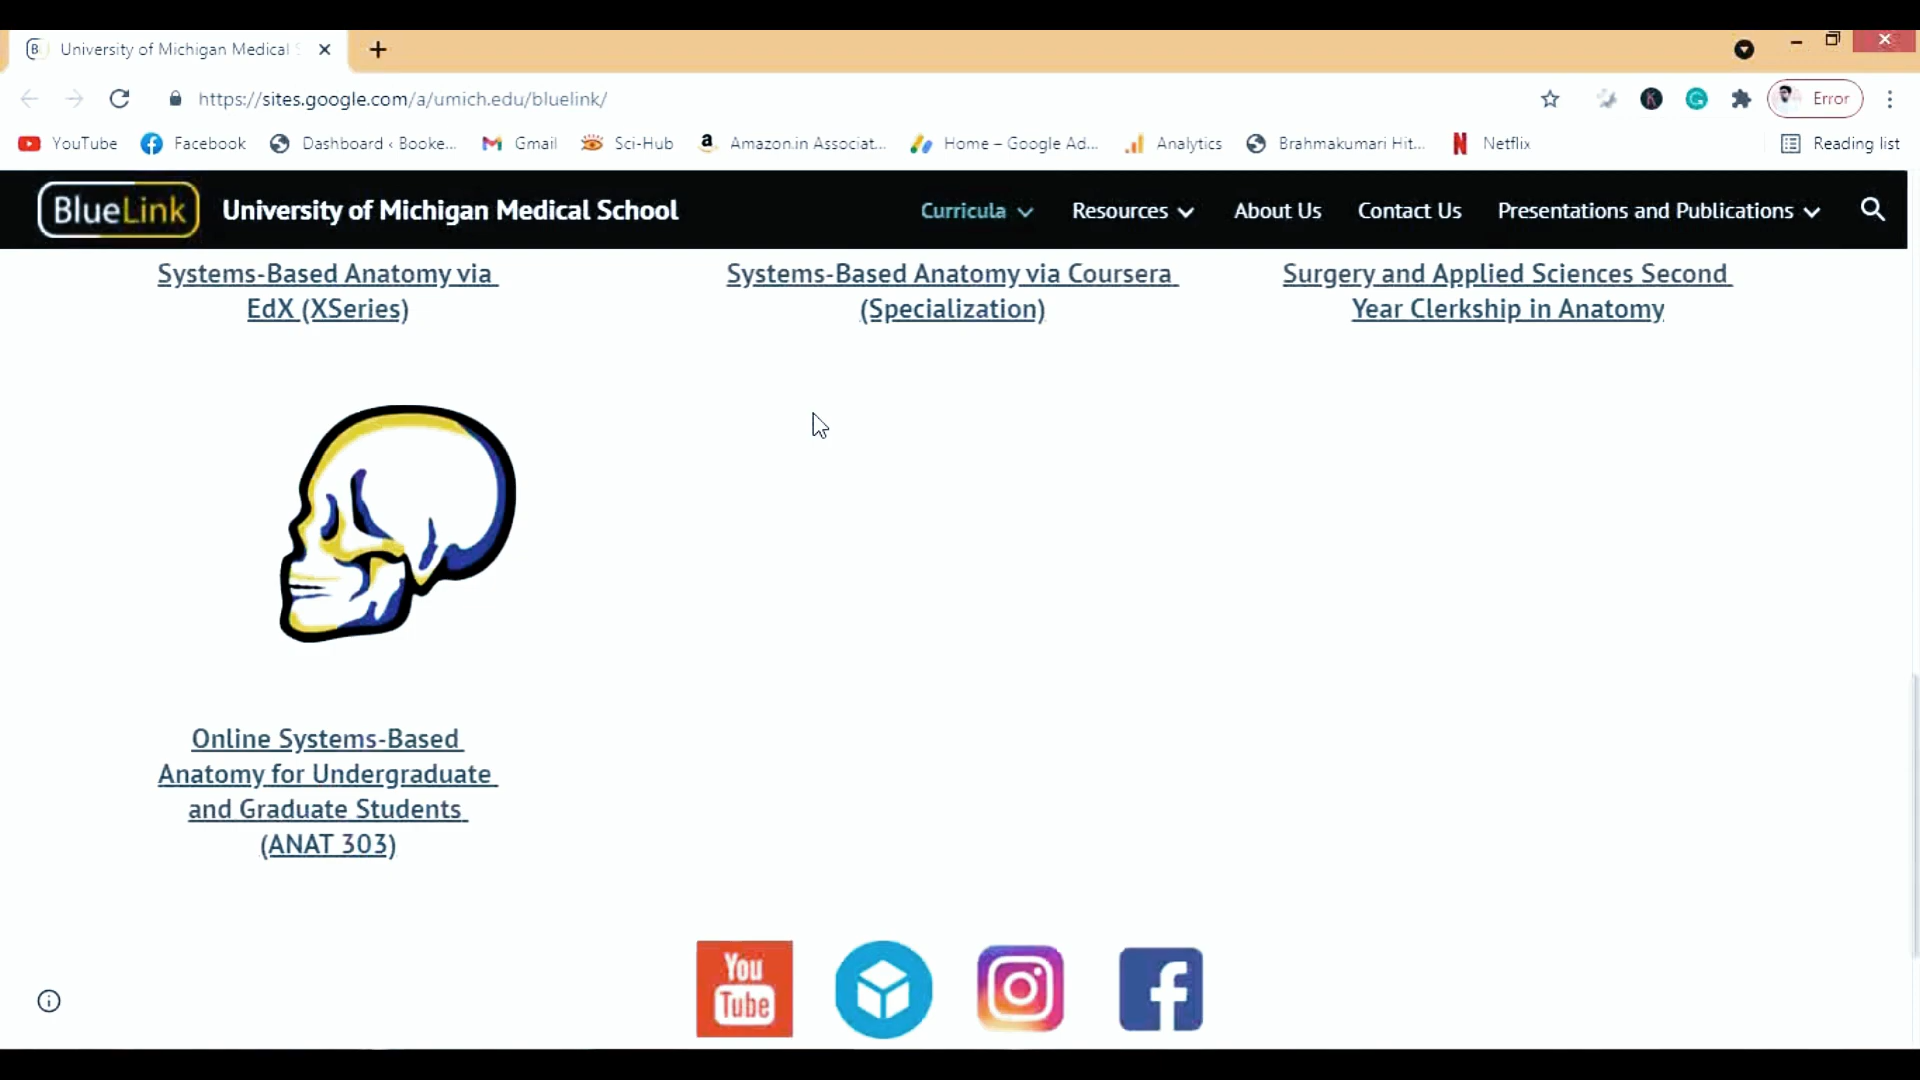 B University of Michigan Medical S
https://sites.google.com/a/umich.edu/bluelink/
Error
YouTube Facebook Dashboard ‹ Booke... Gmail Sci-Hub Amazon.in Associat... Home – Google Ad... Analytics Brahmakumari Hit... Netflix Reading list
BlueLink University of Michigan Medical School Curricula Resources About Us Contact Us Presentations and Publications
Systems-Based Anatomy via
EdX (XSeries)
Systems-Based Anatomy via Coursera
(Specialization)
Surgery and Applied Sciences Second
Year Clerkship in Anatomy
Online Systems-Based
Anatomy for Undergraduate
and Graduate Students
(ANAT 303)
You
Tube